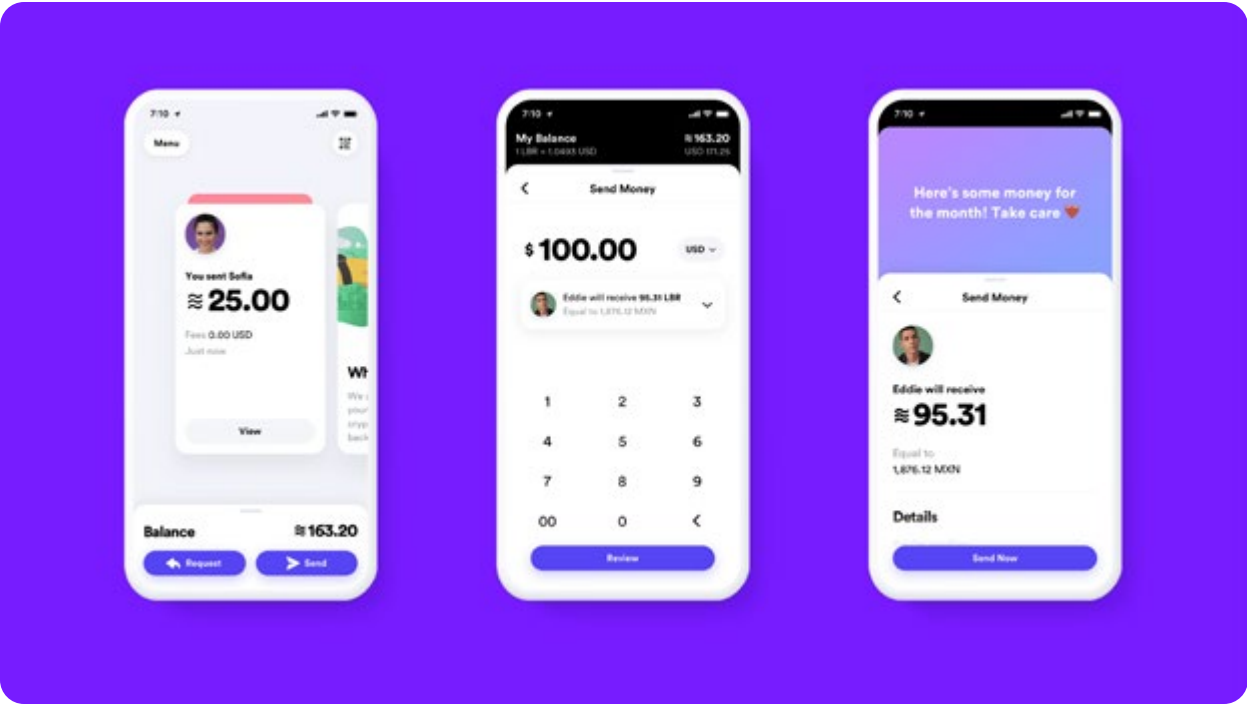 7:10
Menu
You sent Sofia
≋ 25.00
Fees 0.00 USD
Just now
View
Wh
We
your
cryp
back
Balance
≋ 163.20
Request
Send
7:10
My Balance
≋ 163.20
1 LBR = 1.0493 USD
USD 171.25
Send Money
$ 100.00
USD
Eddie will receive 95.31 LBR
Equal to 1,876.12 MXN
1 2 3
4 5 6
7 8 9
00 0
Review
7:10
Here's some money for
the month! Take care
Send Money
Eddie will receive
≋ 95.31
Equal to
1,876.12 MXN
Details
Send Now